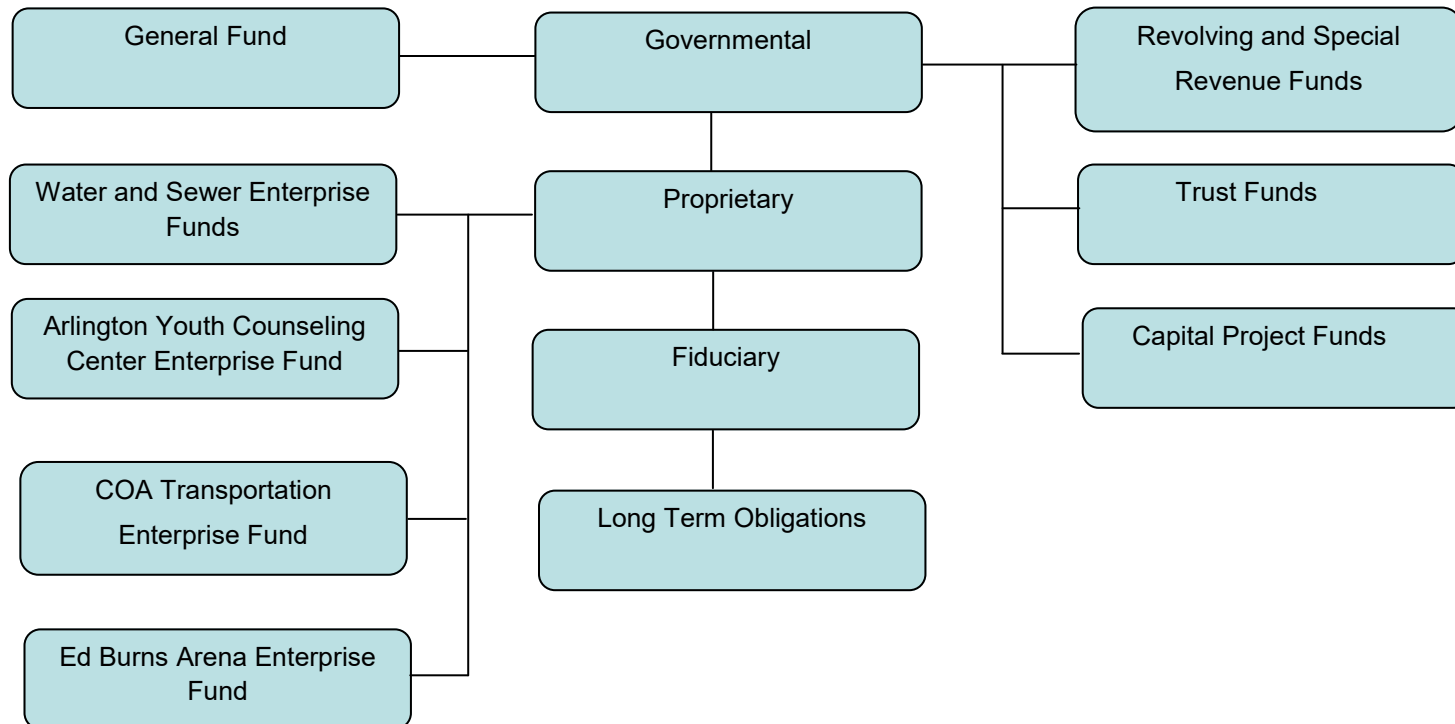 General Fund
Governmental
Revolving and Special
Revenue Funds
Water and Sewer Enterprise
Funds
Proprietary
Trust Funds
Arlington Youth Counseling
Center Enterprise Fund
Fiduciary
Capital Project Funds
COA Transportation
Enterprise Fund
Long Term Obligations
Ed Burns Arena Enterprise
Fund